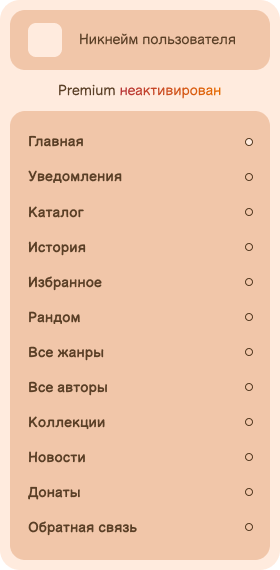 Никнейм пользователя
Premium неактивирован
Главная
Уведомления
Каталог
История
Избранное
Рандом
Все жанры
Все авторы
Коллекции
Новости
Донаты
Обратная связь